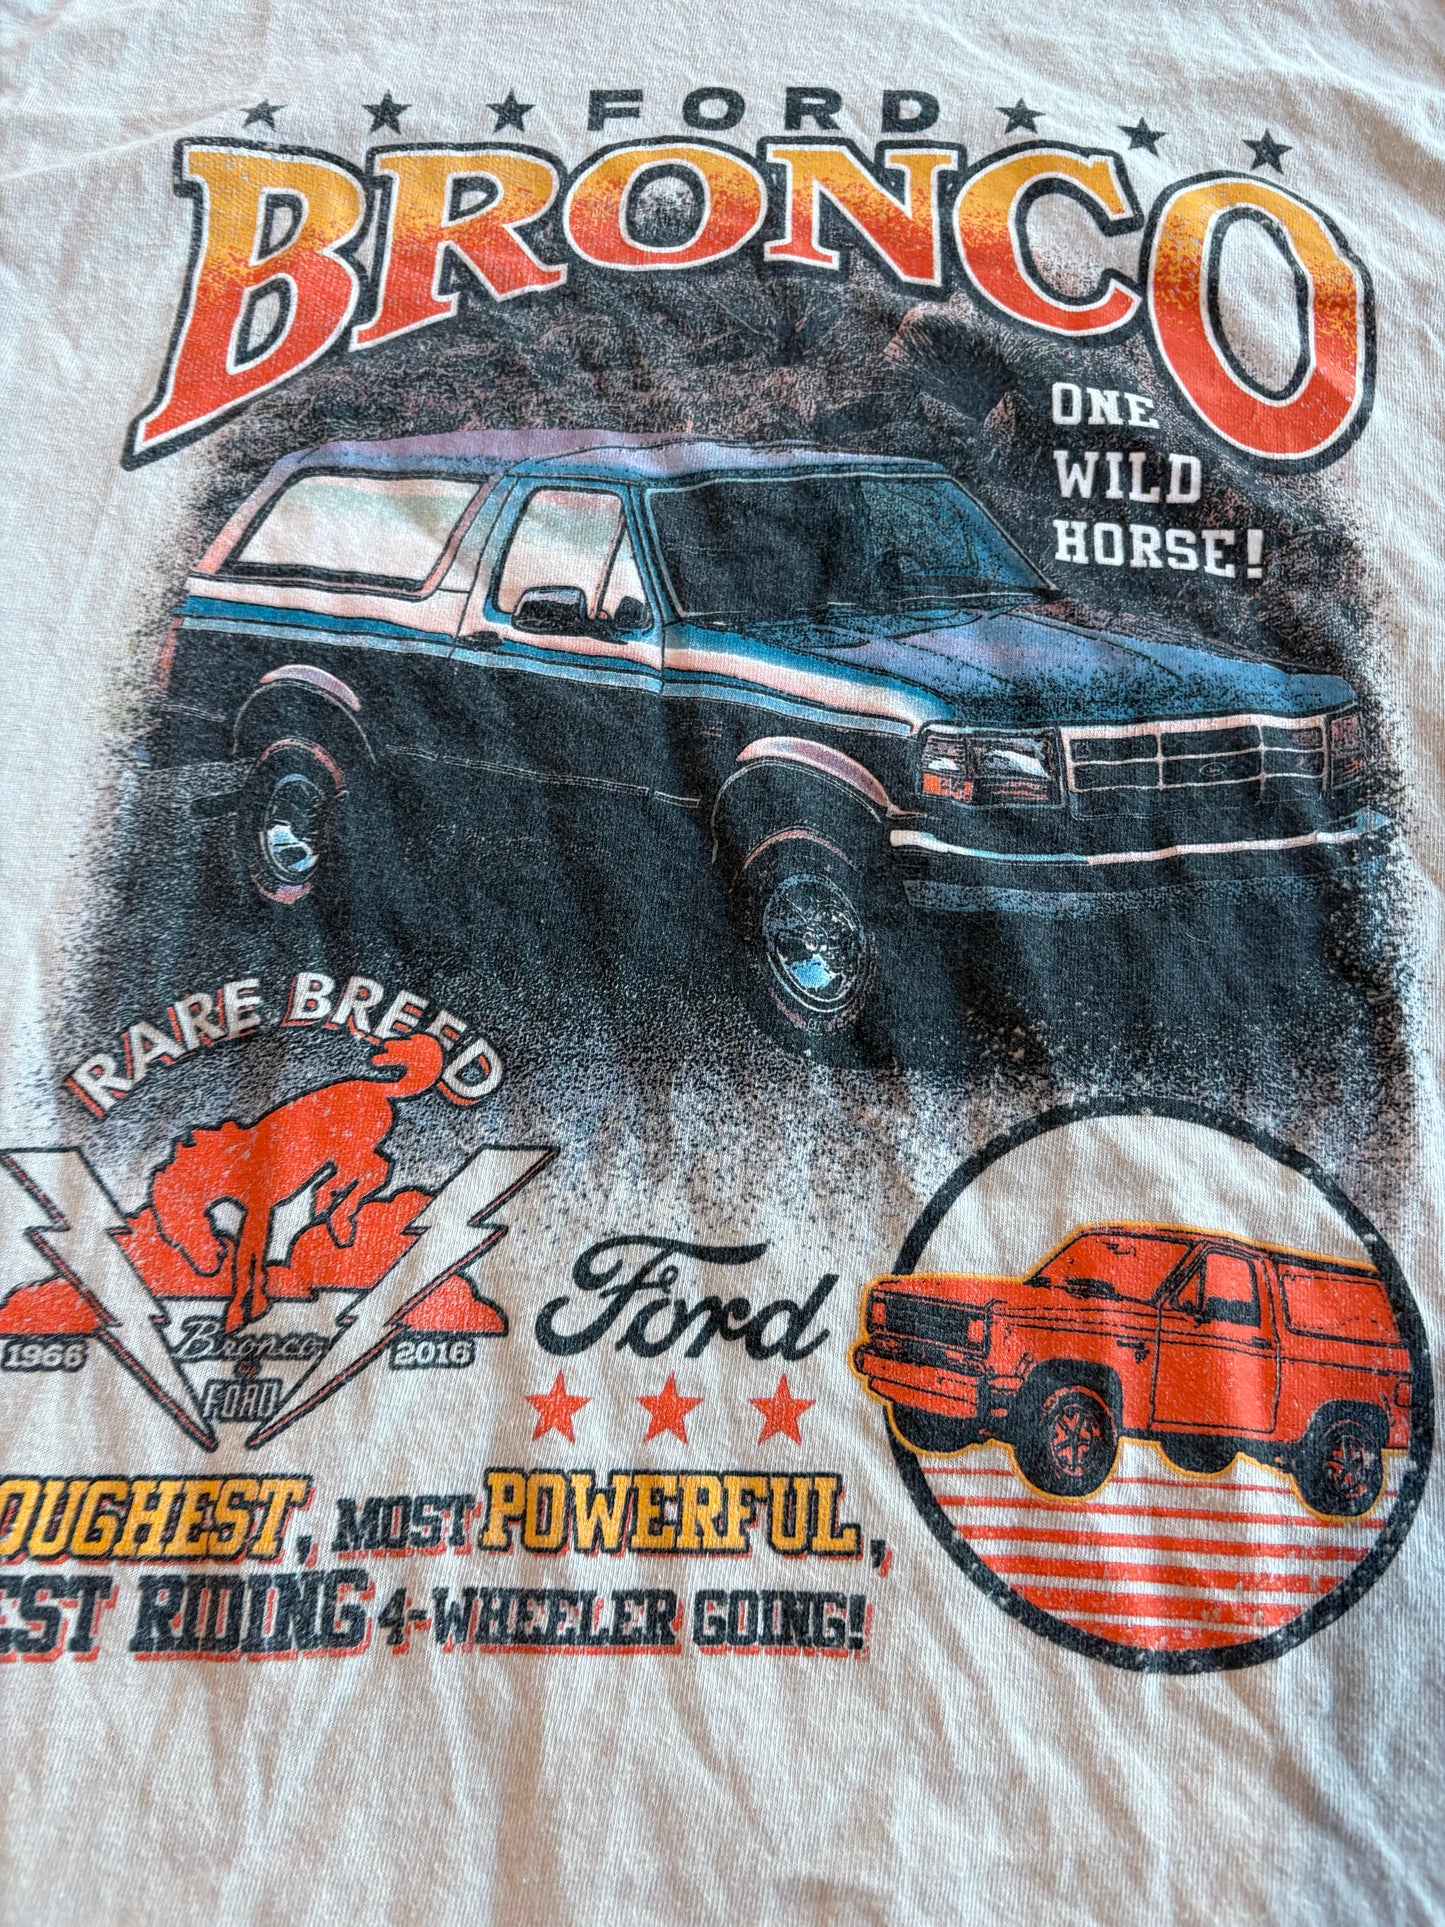 FORD
BRONCO
ONE
WILD
HORSE!
RARE BREED
Bronco
1966
2016
FORD
Ford
OUGHEST, MOST POWERFUL,
EST RIDING 4-WHEELER GOING!